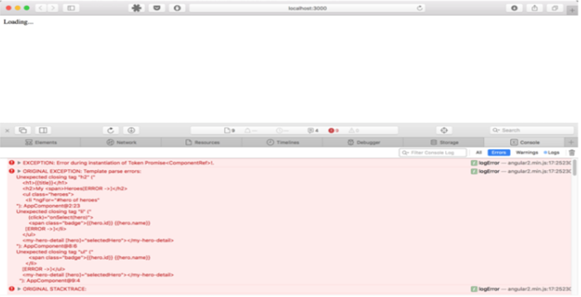 localhost:3000
Loading...
Elements Network Resources Timelines Debugger Storage Console
Filter Console Log All Errors Warnings Logs
Search
EXCEPTION: Error during instantiation of Token Promise<ComponentRef>!. logError — angular2.min.js:17:25230
ORIGINAL EXCEPTION: Template parse errors: logError — angular2.min.js:17:25230
Unexpected closing tag "h2" ("
<h1>{{title}}</h1>
<h2>My <span>Heroes[ERROR ->]</h2>
<ul class="heroes">
<li *ngFor="#hero of heroes
"): AppComponent@2:23
Unexpected closing tag "li" ("
(click)="onSelect(hero)">
<span class="badge">{{hero.id}} {{hero.name}}
[ERROR ->]</li>
</ul>
<my-hero-detail [hero]="selectedHero"></my-hero-detail>
"): AppComponent@8:6
Unexpected closing tag "ul" ("
<span class="badge">{{hero.id}} {{hero.name}}
</li>
[ERROR ->]</ul>
<my-hero-detail [hero]="selectedHero"></my-hero-detail>
"): AppComponent@9:4
ORIGINAL STACKTRACE: logError — angular2.min.js:17:25230